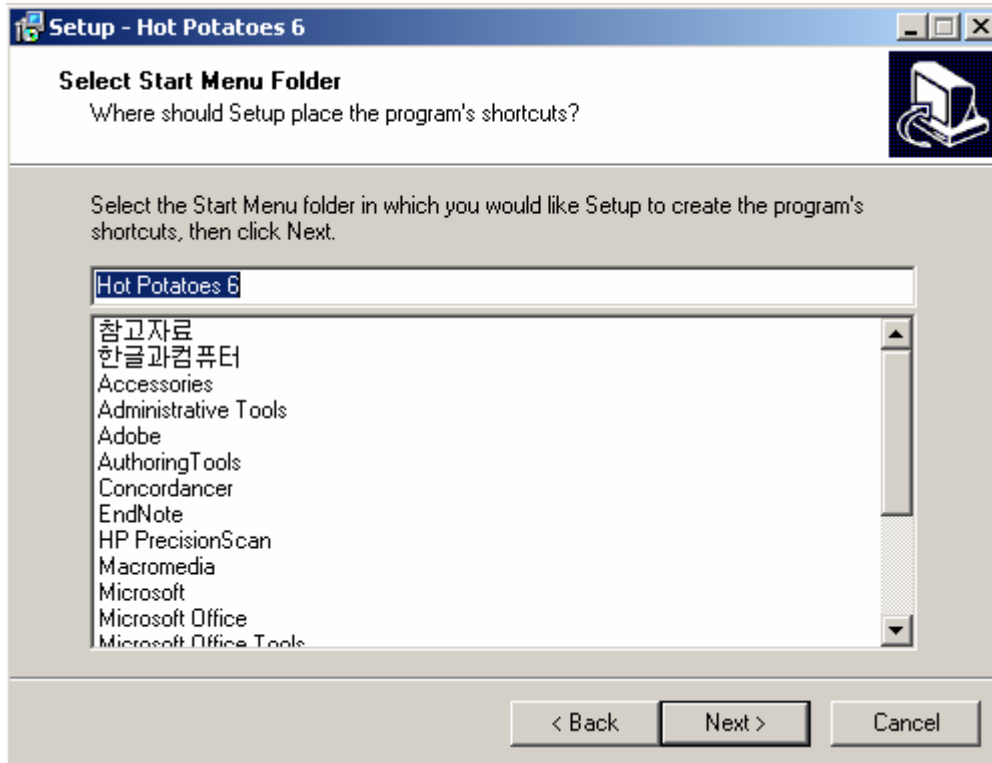 Setup - Hot Potatoes 6
Select Start Menu Folder
Where should Setup place the program's shortcuts?
Select the Start Menu folder in which you would like Setup to create the program's
shortcuts, then click Next.
Hot Potatoes 6
참고자료
한글과컴퓨터
Accessories
Administrative Tools
Adobe
AuthoringTools
Concordancer
EndNote
HP PrecisionScan
Macromedia
Microsoft
Microsoft Office
Microsoft Office Tools
< Back Next > Cancel